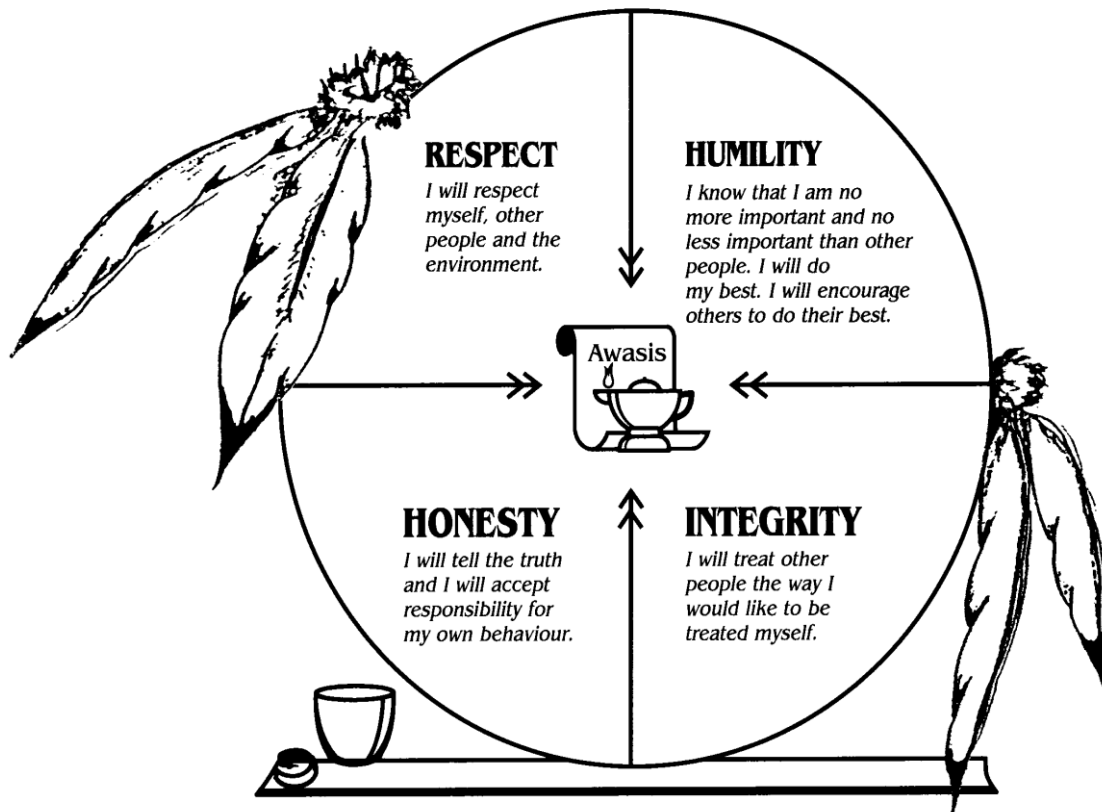 RESPECT
I will respect
myself, other
people and the
environment.
HUMILITY
I know that I am no
more important and no
less important than other
people. I will do
my best. I will encourage
others to do their best.
Awasis
HONESTY
I will tell the truth
and I will accept
responsibility for
my own behaviour.
INTEGRITY
I will treat other
people the way I
would like to be
treated myself.